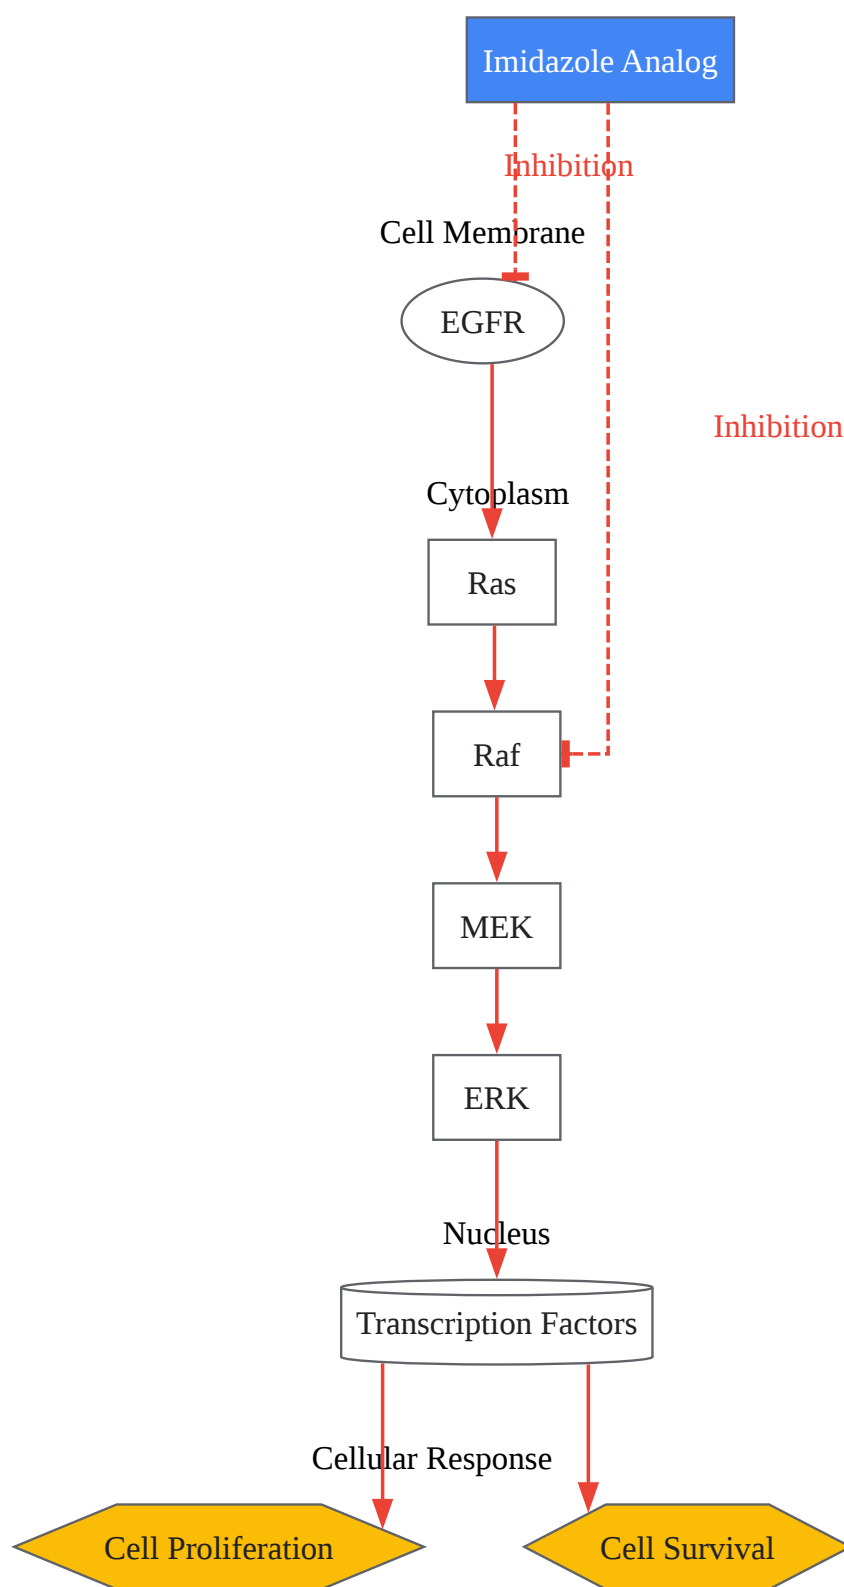 Imidazole Analog
Inhibition
Cell Membrane
EGFR
Inhibition
Cytoplasm
Ras
Raf
MEK
ERK
Nucleus
Transcription Factors
Cellular Response
Cell Proliferation
Cell Survival